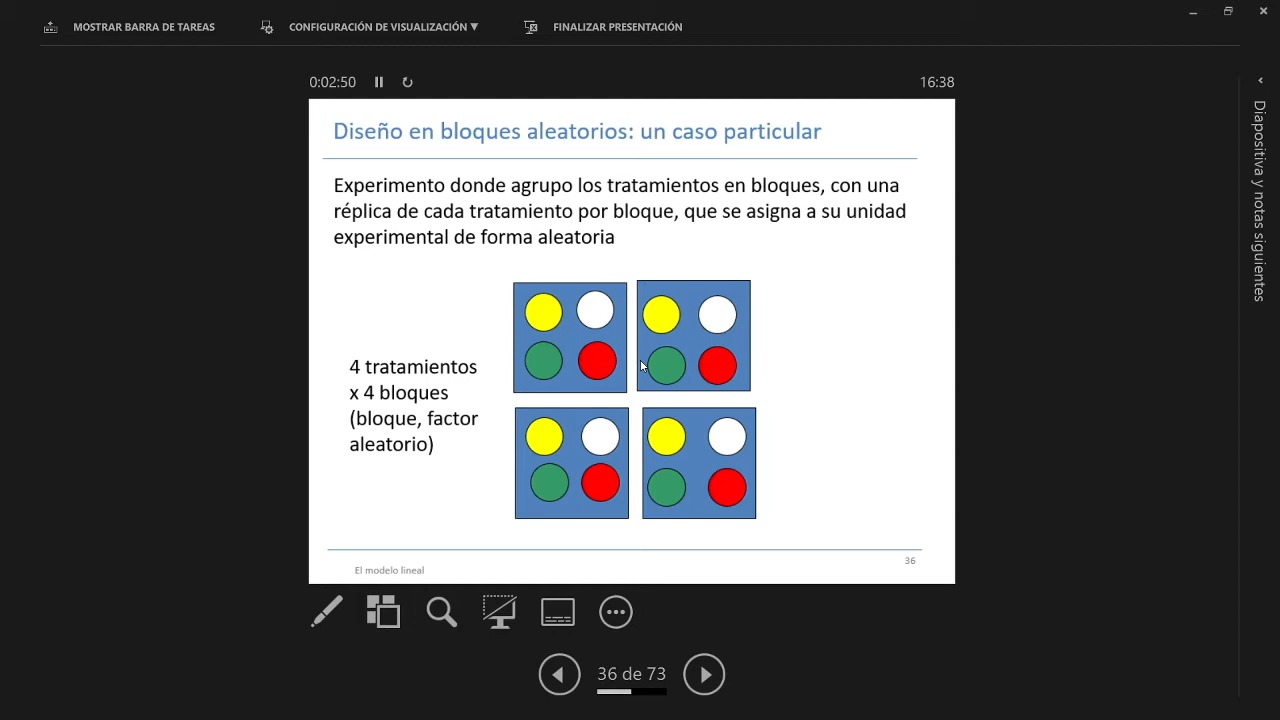 MOSTRAR BARRA DE TAREAS
CONFIGURACIÓN DE VISUALIZACIÓN ▼
FINALIZAR PRESENTACIÓN
0:02:50
16:38
Diseño en bloques aleatorios: un caso particular
Experimento donde agrupo los tratamientos en bloques, con una
réplica de cada tratamiento por bloque, que se asigna a su unidad
experimental de forma aleatoria
4 tratamientos
x 4 bloques
(bloque, factor
aleatorio)
El modelo lineal
36
36 de 73
Diapositiva y notas siguientes